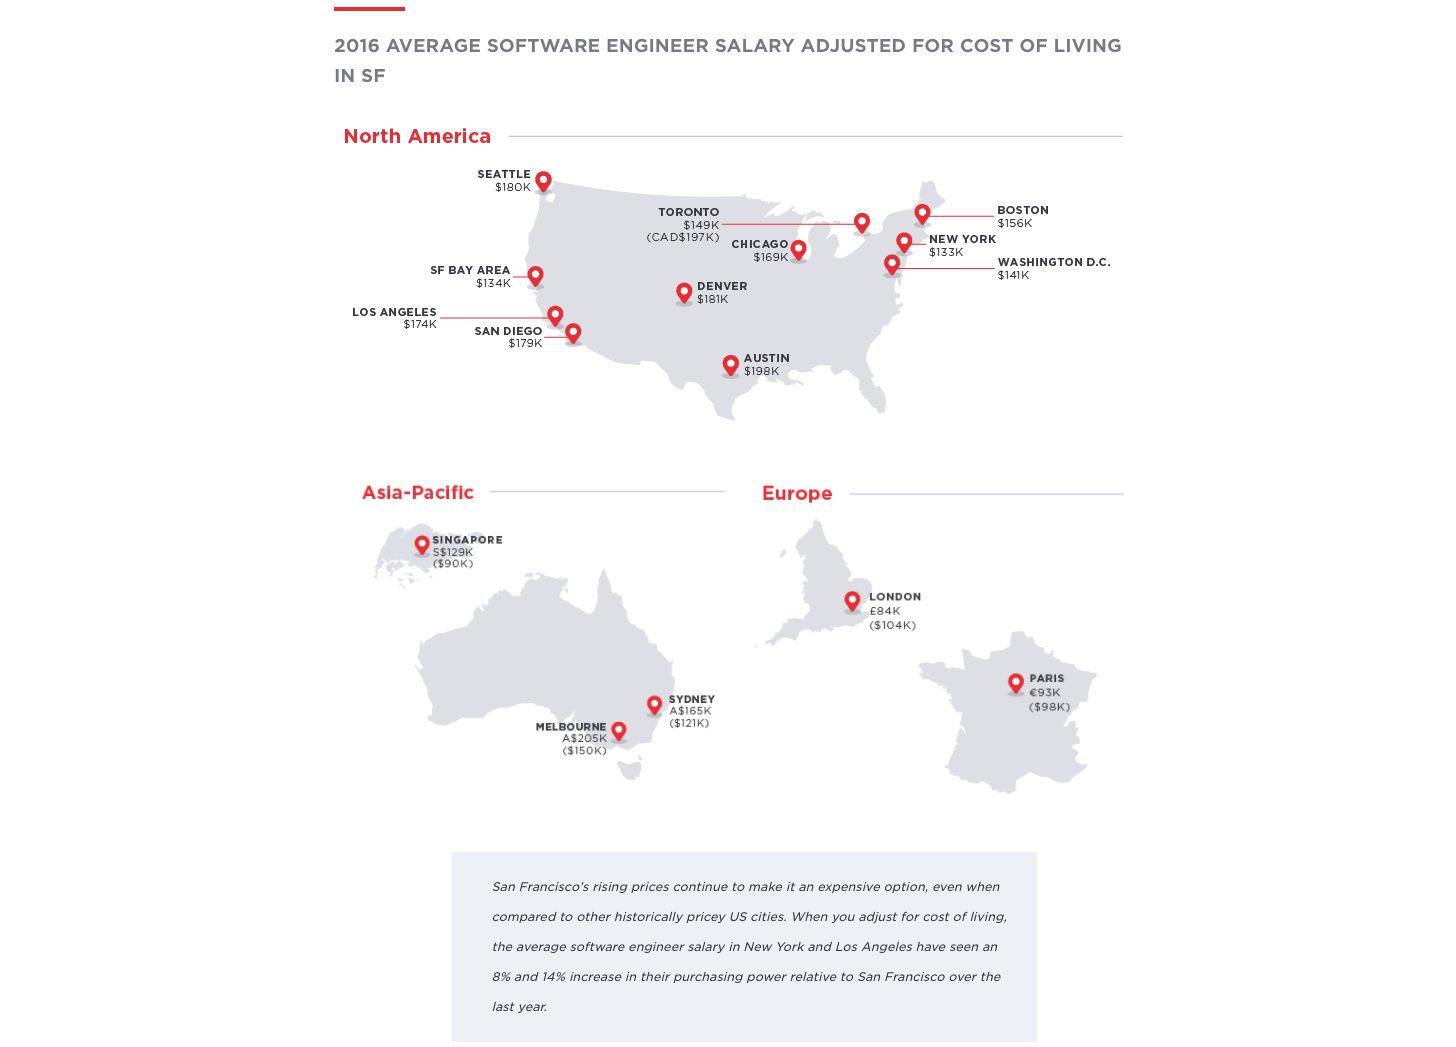 2016 AVERAGE SOFTWARE ENGINEER SALARY ADJUSTED FOR COST OF LIVING
IN SF
North America
SEATTLE
$180K
TORONTO
$149K
(CAD$197K)
CHICAGO
$169K
BOSTON
$156K
NEW YORK
$133K
WASHINGTON D.C.
$141K
SF BAY AREA
$134K
DENVER
$181K
LOS ANGELES
$174K
SAN DIEGO
$179K
AUSTIN
$198K
Asia-Pacific
SINGAPORE
S$129K
($90K)
SYDNEY
A$165K
($121K)
MELBOURNE
A$205K
($150K)
Europe
LONDON
£84K
($104K)
PARIS
€93K
($98K)
San Francisco's rising prices continue to make it an expensive option, even when
compared to other historically pricey US cities. When you adjust for cost of living,
the average software engineer salary in New York and Los Angeles have seen an
8% and 14% increase in their purchasing power relative to San Francisco over the
last year.